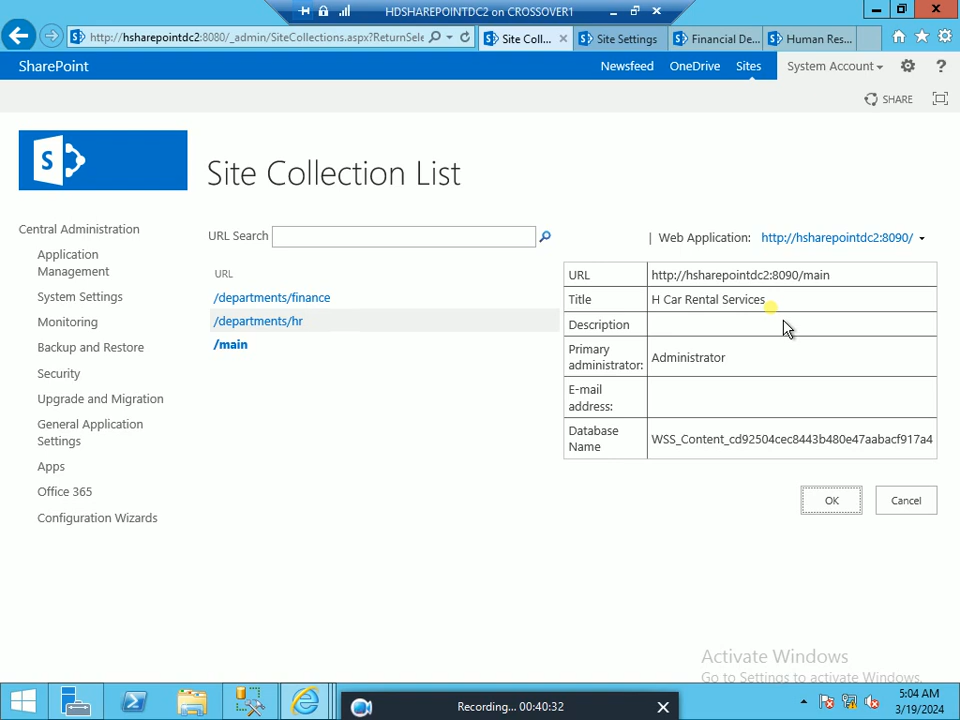 HDSHAREPOINTDC2 on CROSSOVER1
http://hsharepointdc2:8080/_admin/SiteCollections.aspx?ReturnSele
Site Coll...
Site Settings
Financial De...
Human Res...
SharePoint
Newsfeed
OneDrive
Sites
System Account
?
SHARE
S
Site Collection List
Central Administration
Application
Management
System Settings
Monitoring
Backup and Restore
Security
Upgrade and Migration
General Application
Settings
Apps
Office 365
Configuration Wizards
URL Search
| Web Application: http://hsharepointdc2:8090/
URL
/departments/finance
/departments/hr
/main
URL http://hsharepointdc2:8090/main
Title H Car Rental Services
Description
Primary
administrator: Administrator
E-mail
address:
Database
Name WSS_Content_cd92504cec8443b480e47aabacf917a4
OK
Cancel
Activate Windows
Go to Settings to activate Windows.
Recording... 00:40:32
5:04 AM
3/19/2024